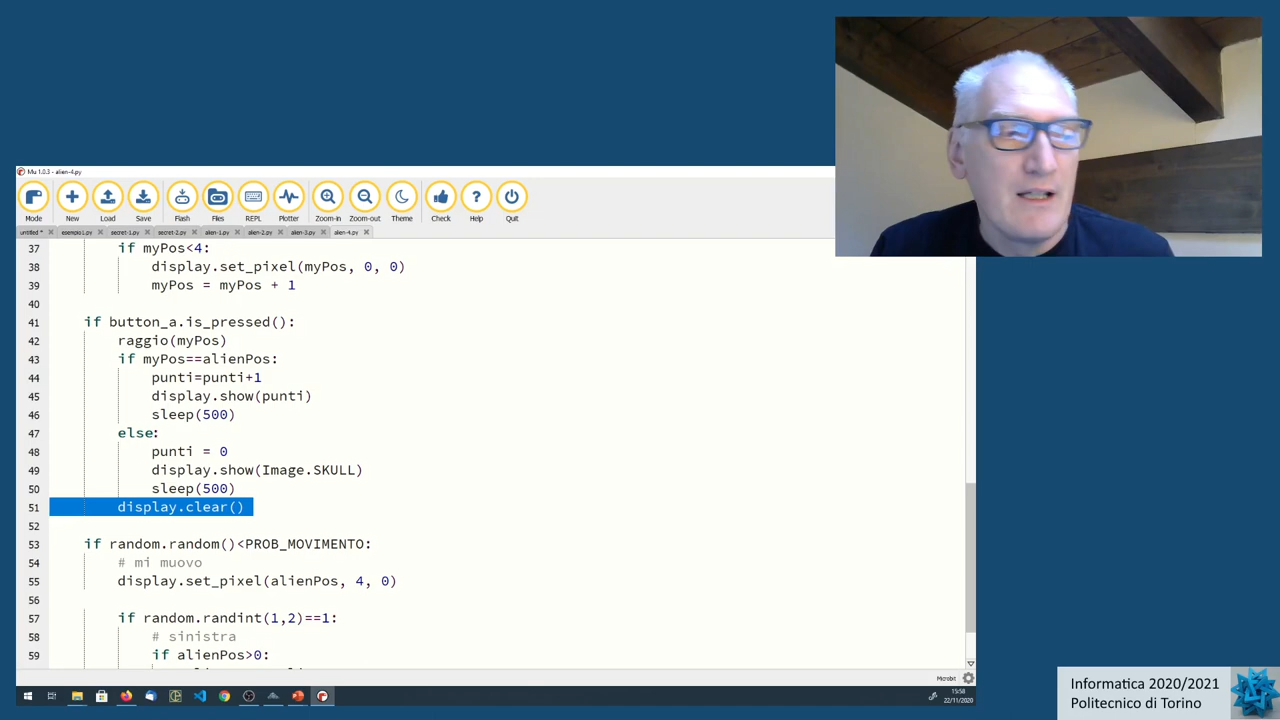 Mu 1.0.3 - alien-4.py
Mode New Load Save Flash Files REPL Plotter Zoom-in Zoom-out Theme Check Help Quit
untitled * esempio1.py secret-1.py secret-2.py alien-1.py alien-2.py alien-3.py alien-4.py
37 if myPos<4:
38 display.set_pixel(myPos, 0, 0)
39 myPos = myPos + 1
40
41 if button_a.is_pressed():
42 raggio(myPos)
43 if myPos==alienPos:
44 punti=punti+1
45 display.show(punti)
46 sleep(500)
47 else:
48 punti = 0
49 display.show(Image.SKULL)
50 sleep(500)
51 display.clear()
52
53 if random.random()<PROB_MOVIMENTO:
54 # mi muovo
55 display.set_pixel(alienPos, 4, 0)
56
57 if random.randint(1,2)==1:
58 # sinistra
59 if alienPos>0:
Microbit
15:58
22/11/2020
Informatica 2020/2021
Politecnico di Torino